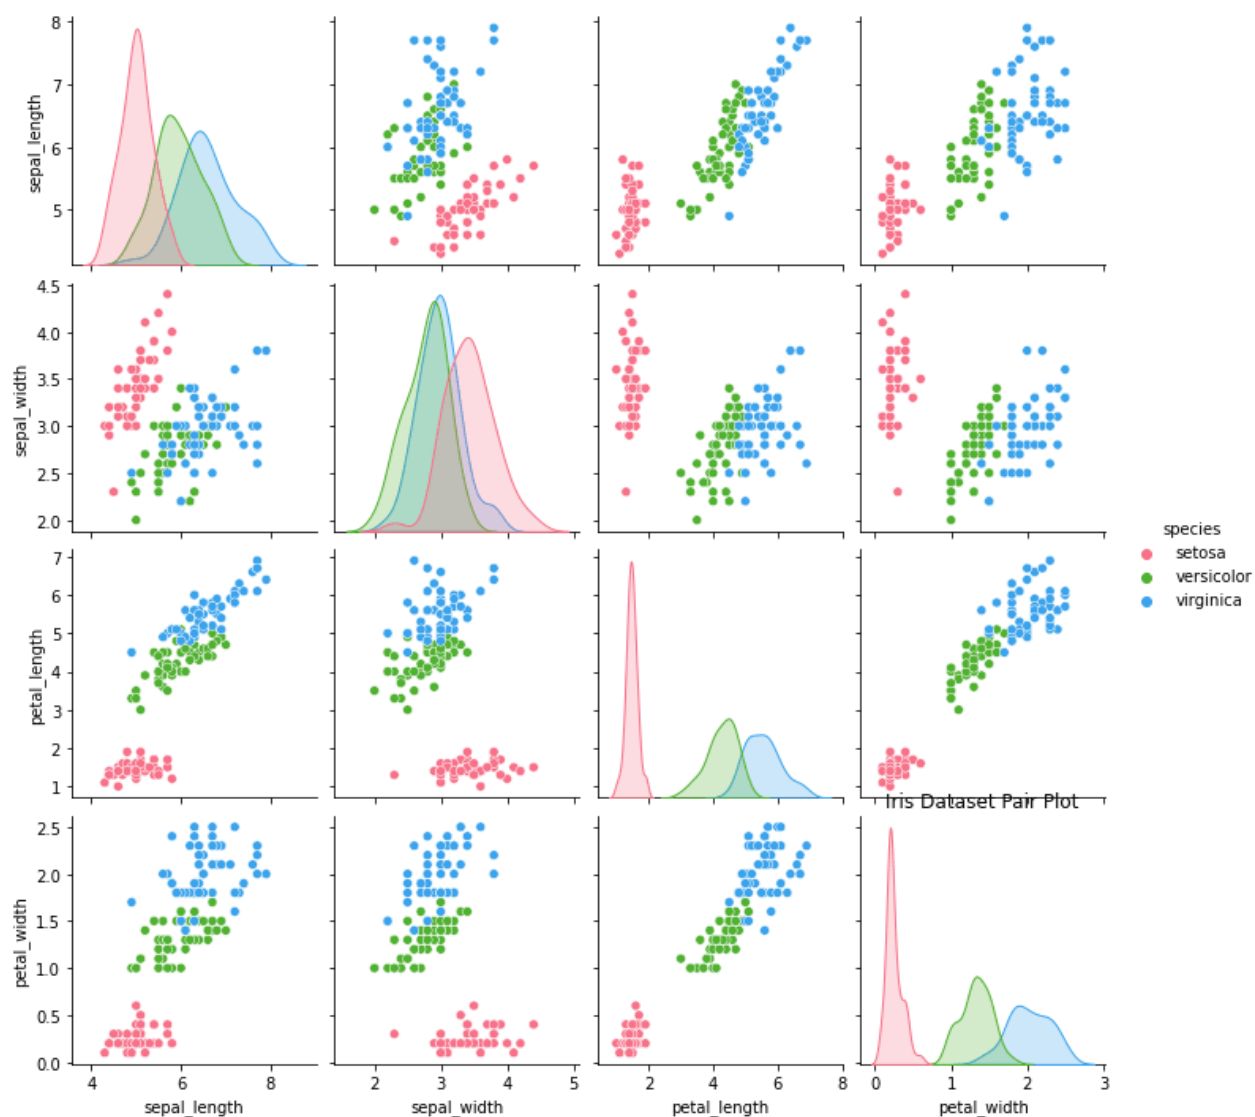 8
7
6
5
sepal_length
4.5
4.0
3.5
3.0
2.5
2.0
sepal_width
species
setosa
versicolor
virginica
7
6
5
4
3
2
1
petal_length
Iris Dataset Pair Plot
2.5
2.0
1.5
1.0
0.5
0.0
petal_width
4 6 8
2 3 4 5
2 4 6 8
0 1 2 3
sepal_length
sepal_width
petal_length
petal_width